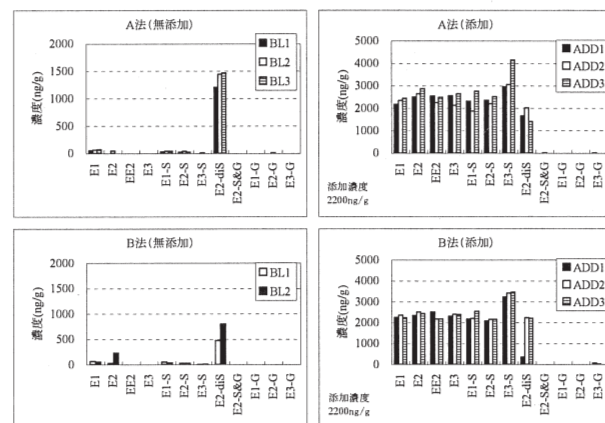 A法(無添加)
濃度(ng/g)
2000
1500
1000
500
0
BL1
BL2
BL3
E1
E2
EE2
E3
E1-S
E2-S
E3-S
E2-diS
E2-S&G
E1-G
E2-G
E3-G
A法(添加)
濃度(ng/g)
5000
4000
3000
2000
1000
0
ADD1
ADD2
ADD3
E1
E2
EE2
E3
E1-S
E2-S
E3-S
E2-diS
E2-S&G
E1-G
E2-G
E3-G
添加濃度
2200ng/g
B法(無添加)
濃度(ng/g)
2000
1500
1000
500
0
BL1
BL2
E1
E2
EE2
E3
E1-S
E2-S
E3-S
E2-diS
E2-S&G
E1-G
E2-G
E3-G
B法(添加)
濃度(ng/g)
5000
4000
3000
2000
1000
0
ADD1
ADD2
ADD3
E1
E2
EE2
E3
E1-S
E2-S
E3-S
E2-diS
E2-S&G
E1-G
E2-G
E3-G
添加濃度
2200ng/g